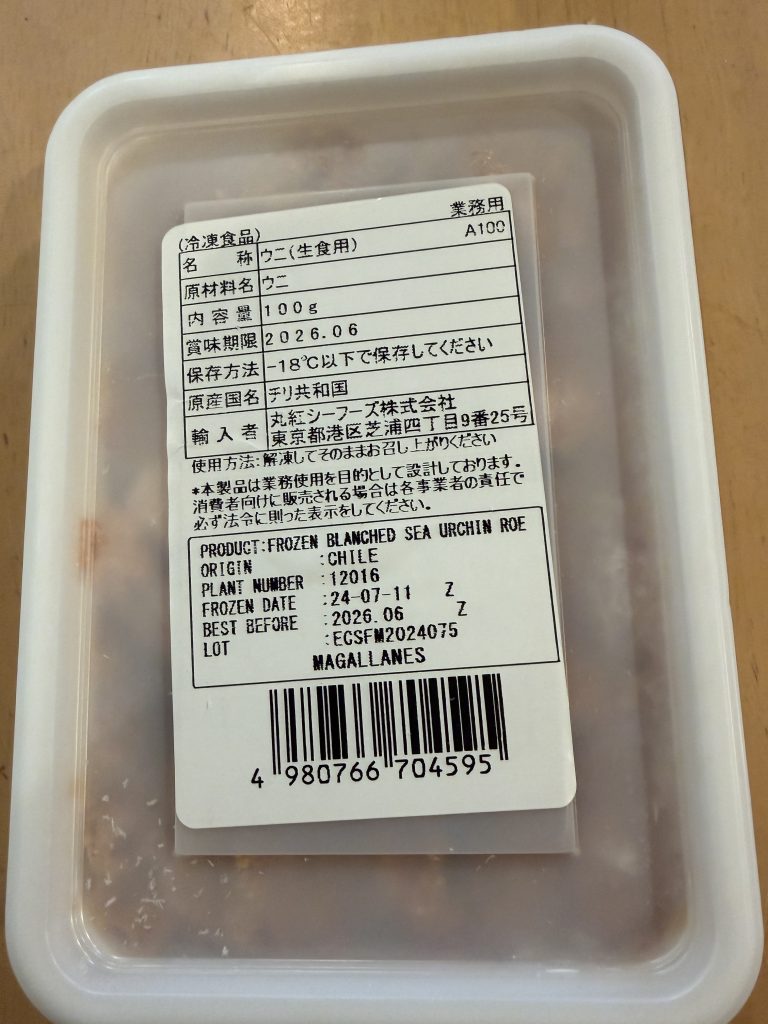 (冷凍食品) 業務用
名 称 ウニ(生食用) A100
原材料名 ウニ
内容量 100g
賞味期限 2026.06
保存方法 -18℃以下で保存してください
原産国名 チリ共和国
輸入者 丸紅シーフーズ株式会社
東京都港区芝浦四丁目9番25号
使用方法:解凍してそのままお召し上がりください
*本製品は業務使用を目的として設計しております.
消費者向けに販売される場合は各事業者の責任で
必ず法令に則った表示をしてください.
PRODUCT:FROZEN BLANCHED SEA URCHIN ROE
ORIGIN :CHILE
PLANT NUMBER :12016
FROZEN DATE :24-07-11 Z
BEST BEFORE :2026.06 Z
LOT :ECSFM2024075
MAGALLANES
4 980766 704595